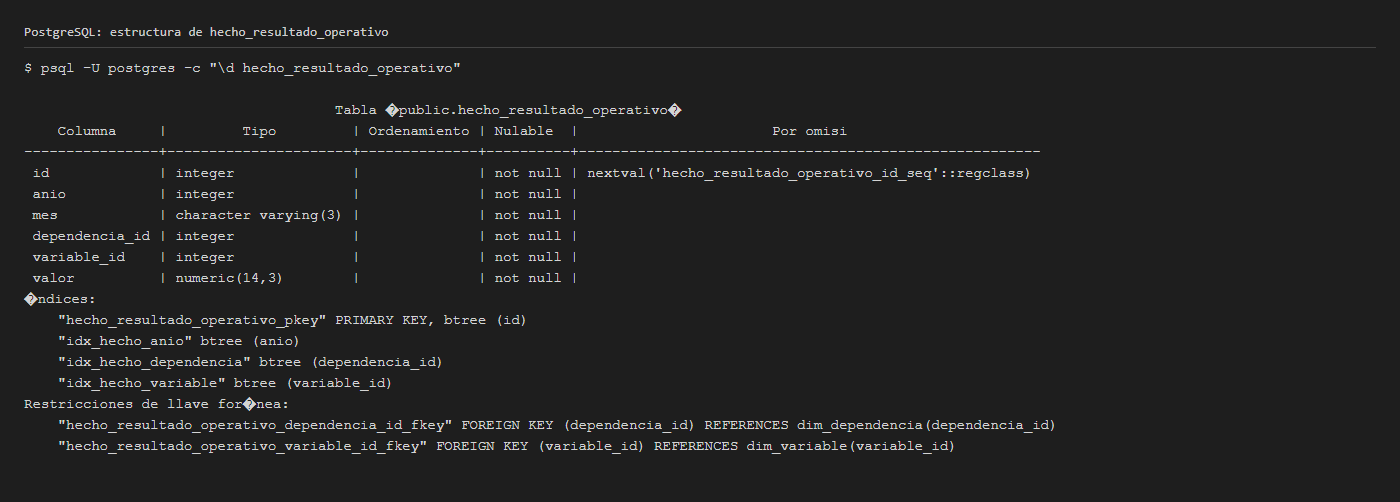 PostgreSQL: estructura de hecho_resultado_operativo
$ psql -U postgres -c "\d hecho_resultado_operativo"
Tabla �public.hecho_resultado_operativo�
Columna | Tipo | Ordenamiento | Nulable | Por omisi
----------------+----------------------+--------------+----------+-------------------------------------------------------
id | integer | | not null | nextval('hecho_resultado_operativo_id_seq'::regclass)
anio | integer | | not null |
mes | character varying(3) | | not null |
dependencia_id | integer | | not null |
variable_id | integer | | not null |
valor | numeric(14,3) | | not null |
�ndices:
"hecho_resultado_operativo_pkey" PRIMARY KEY, btree (id)
"idx_hecho_anio" btree (anio)
"idx_hecho_dependencia" btree (dependencia_id)
"idx_hecho_variable" btree (variable_id)
Restricciones de llave for�nea:
"hecho_resultado_operativo_dependencia_id_fkey" FOREIGN KEY (dependencia_id) REFERENCES dim_dependencia(dependencia_id)
"hecho_resultado_operativo_variable_id_fkey" FOREIGN KEY (variable_id) REFERENCES dim_variable(variable_id)